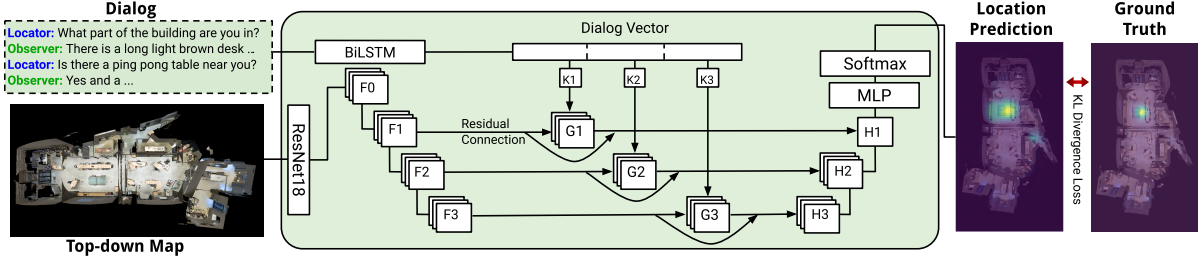 Dialog
Locator: What part of the building are you in?
Observer: There is a long light brown desk ..
Locator: Is there a ping pong table near you?
Observer: Yes and a ...
Top-down Map
BiLSTM
ResNet18
Dialog Vector
K1
K2
K3
F0
F1
F2
F3
Residual
Connection
G1
G2
G3
H1
H2
H3
MLP
Softmax
Location
Prediction
KL Divergence Loss
Ground
Truth